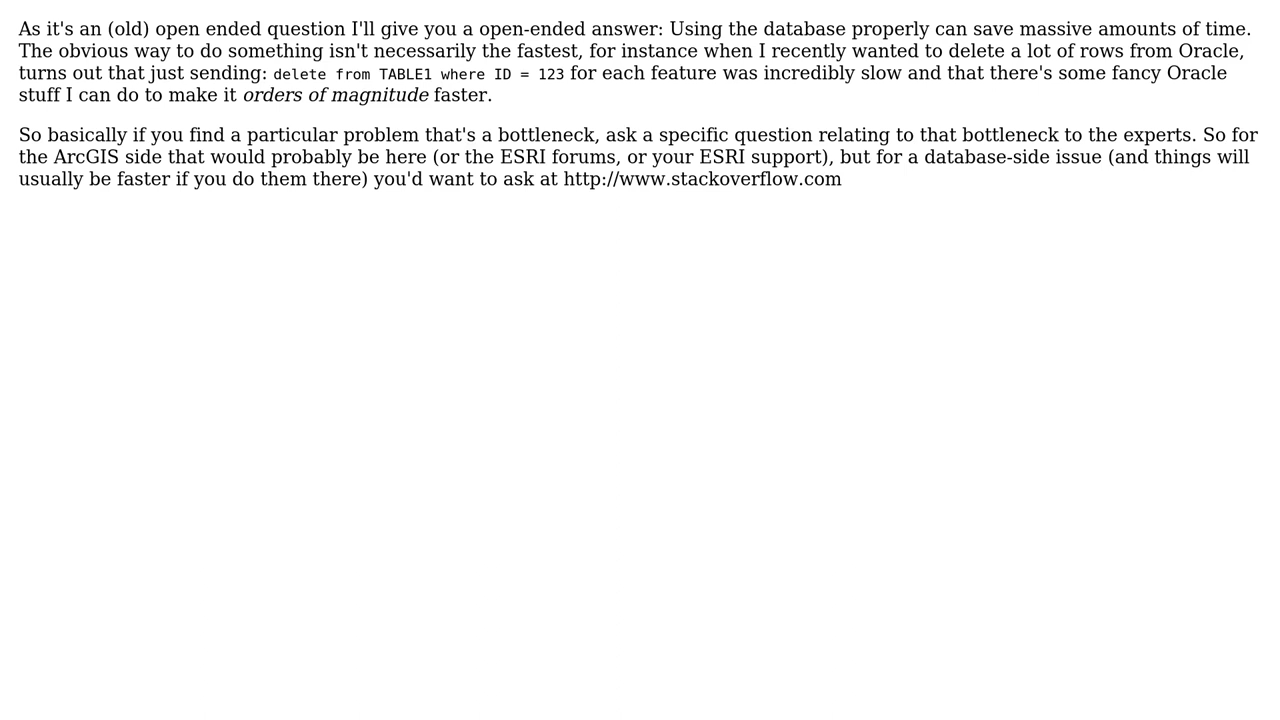 As it's an (old) open ended question I'll give you a open-ended answer: Using the database properly can save massive amounts of time.
The obvious way to do something isn't necessarily the fastest, for instance when I recently wanted to delete a lot of rows from Oracle,
turns out that just sending: delete from TABLE1 where ID = 123 for each feature was incredibly slow and that there's some fancy Oracle
stuff I can do to make it orders of magnitude faster.
So basically if you find a particular problem that's a bottleneck, ask a specific question relating to that bottleneck to the experts. So for
the ArcGIS side that would probably be here (or the ESRI forums, or your ESRI support), but for a database-side issue (and things will
usually be faster if you do them there) you'd want to ask at http://www.stackoverflow.com